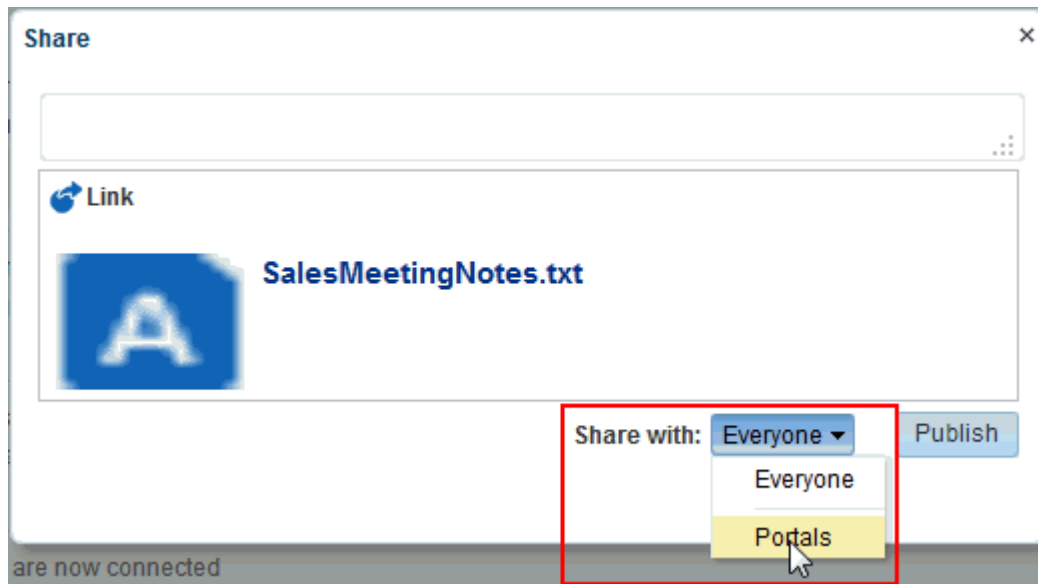 Share
×
Link
SalesMeetingNotes.txt
Share with: Everyone Publish
Everyone
Portals
are now connected